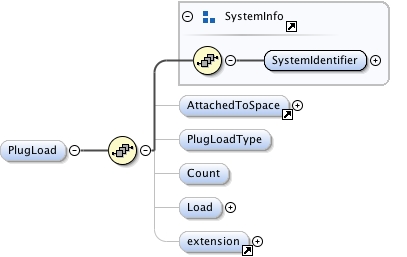 SystemInfo
SystemIdentifier
AttachedToSpace
PlugLoad
PlugLoadType
Count
Load
extension